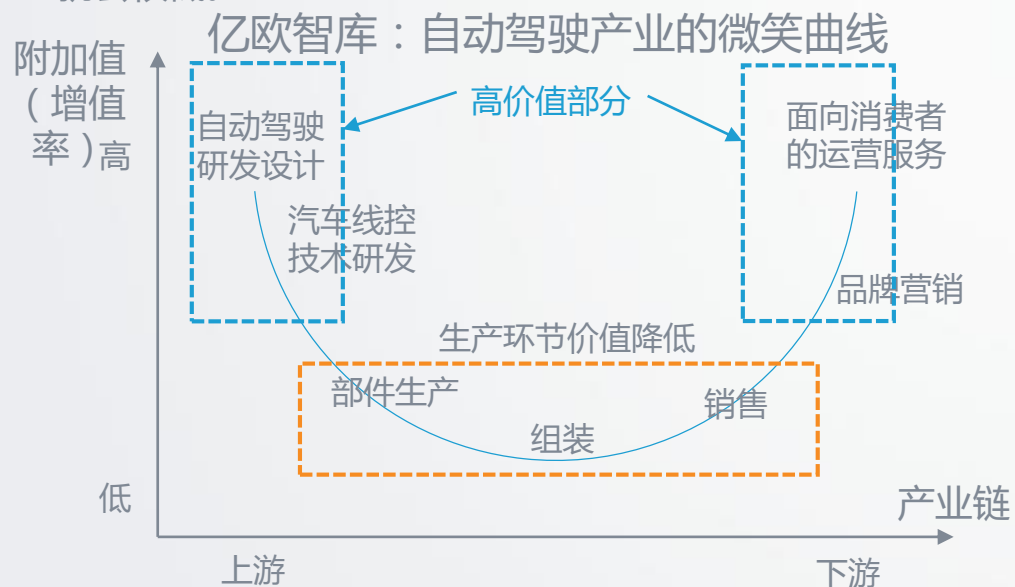 亿欧智库：自动驾驶产业的微笑曲线
附加值
（增值
率）高
高价值部分
自动驾驶
研发设计
面向消费者
的运营服务
汽车线控
技术研发
品牌营销
生产环节价值降低
部件生产
销售
组装
低
产业链
上游
下游